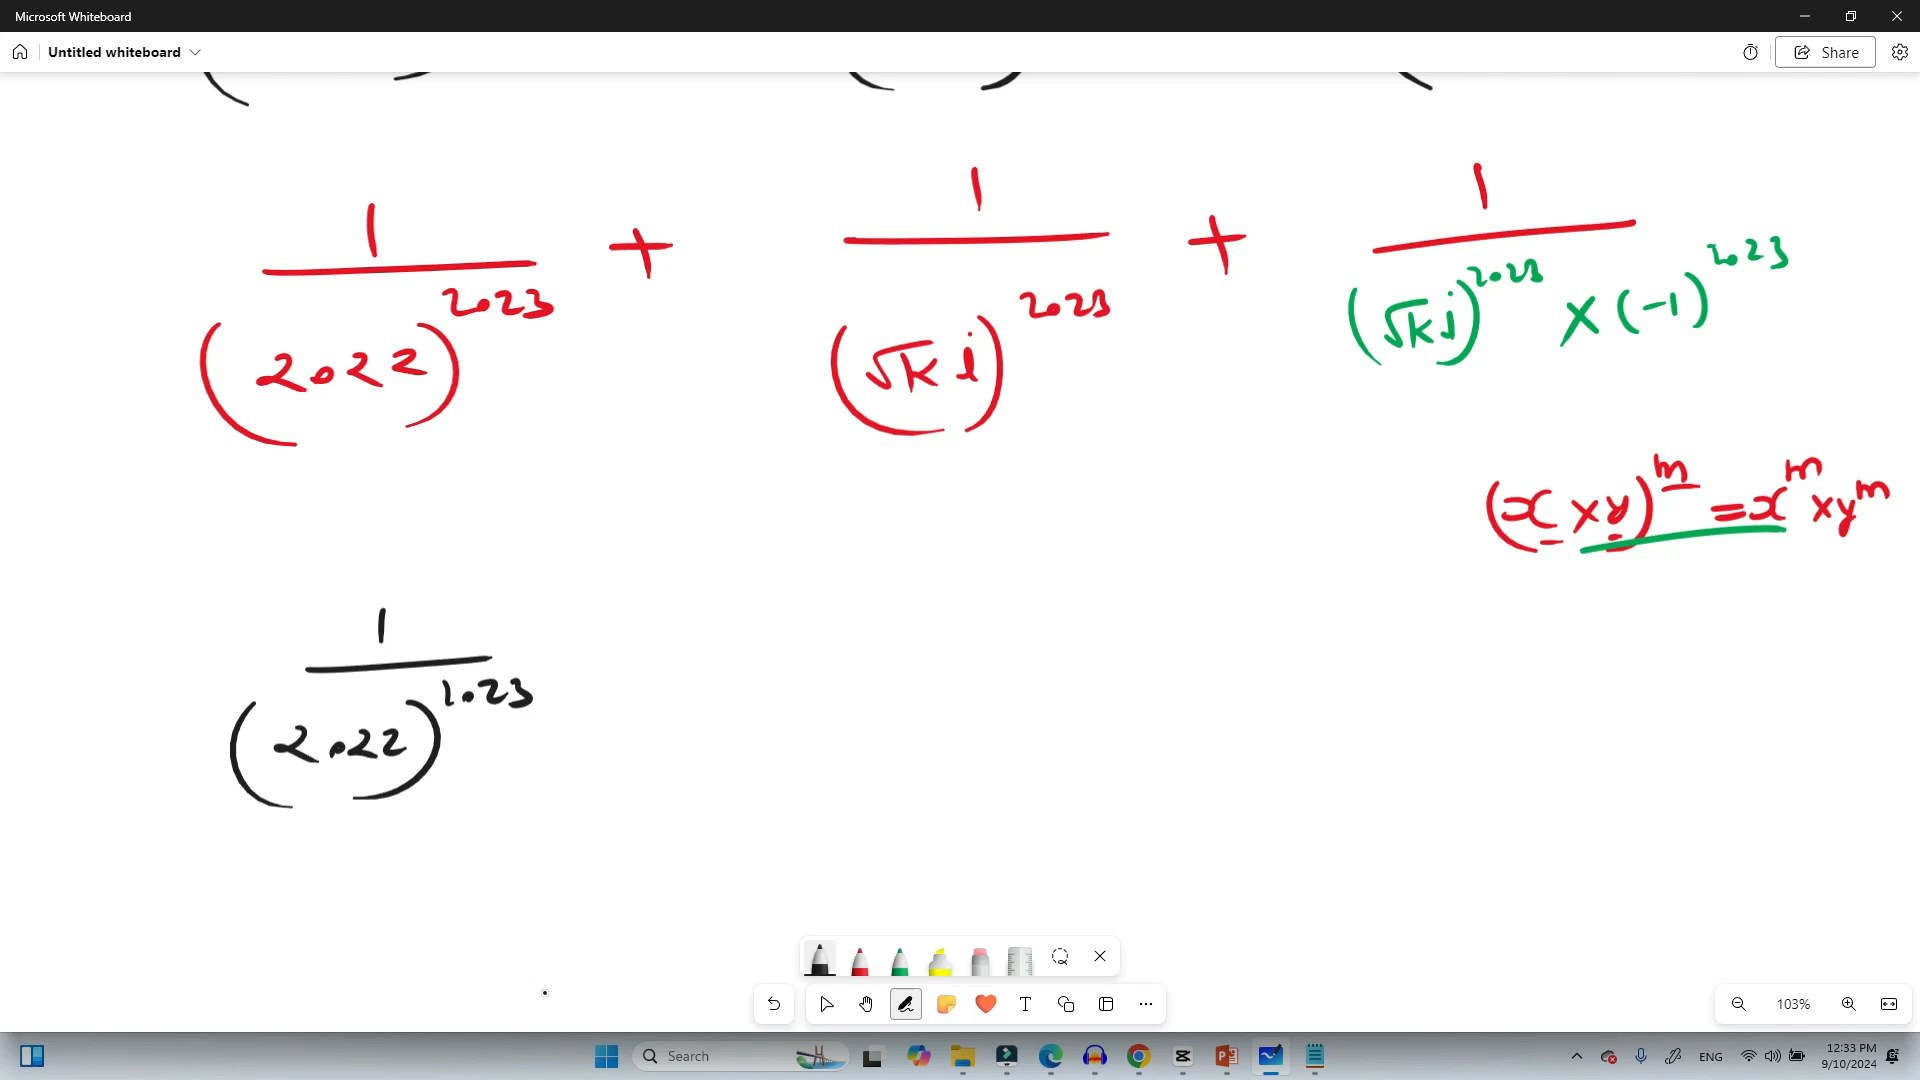 Microsoft Whiteboard
Untitled whiteboard
Share
1 / (2022)^2023 + 1 / (√k i)^2023 + 1 / (√k i)^2023 × (-1)^2023
(x × y)^m = x^m × y^m
1 / (2022)^2023
103%
Search
ENG
12:33 PM
9/10/2024